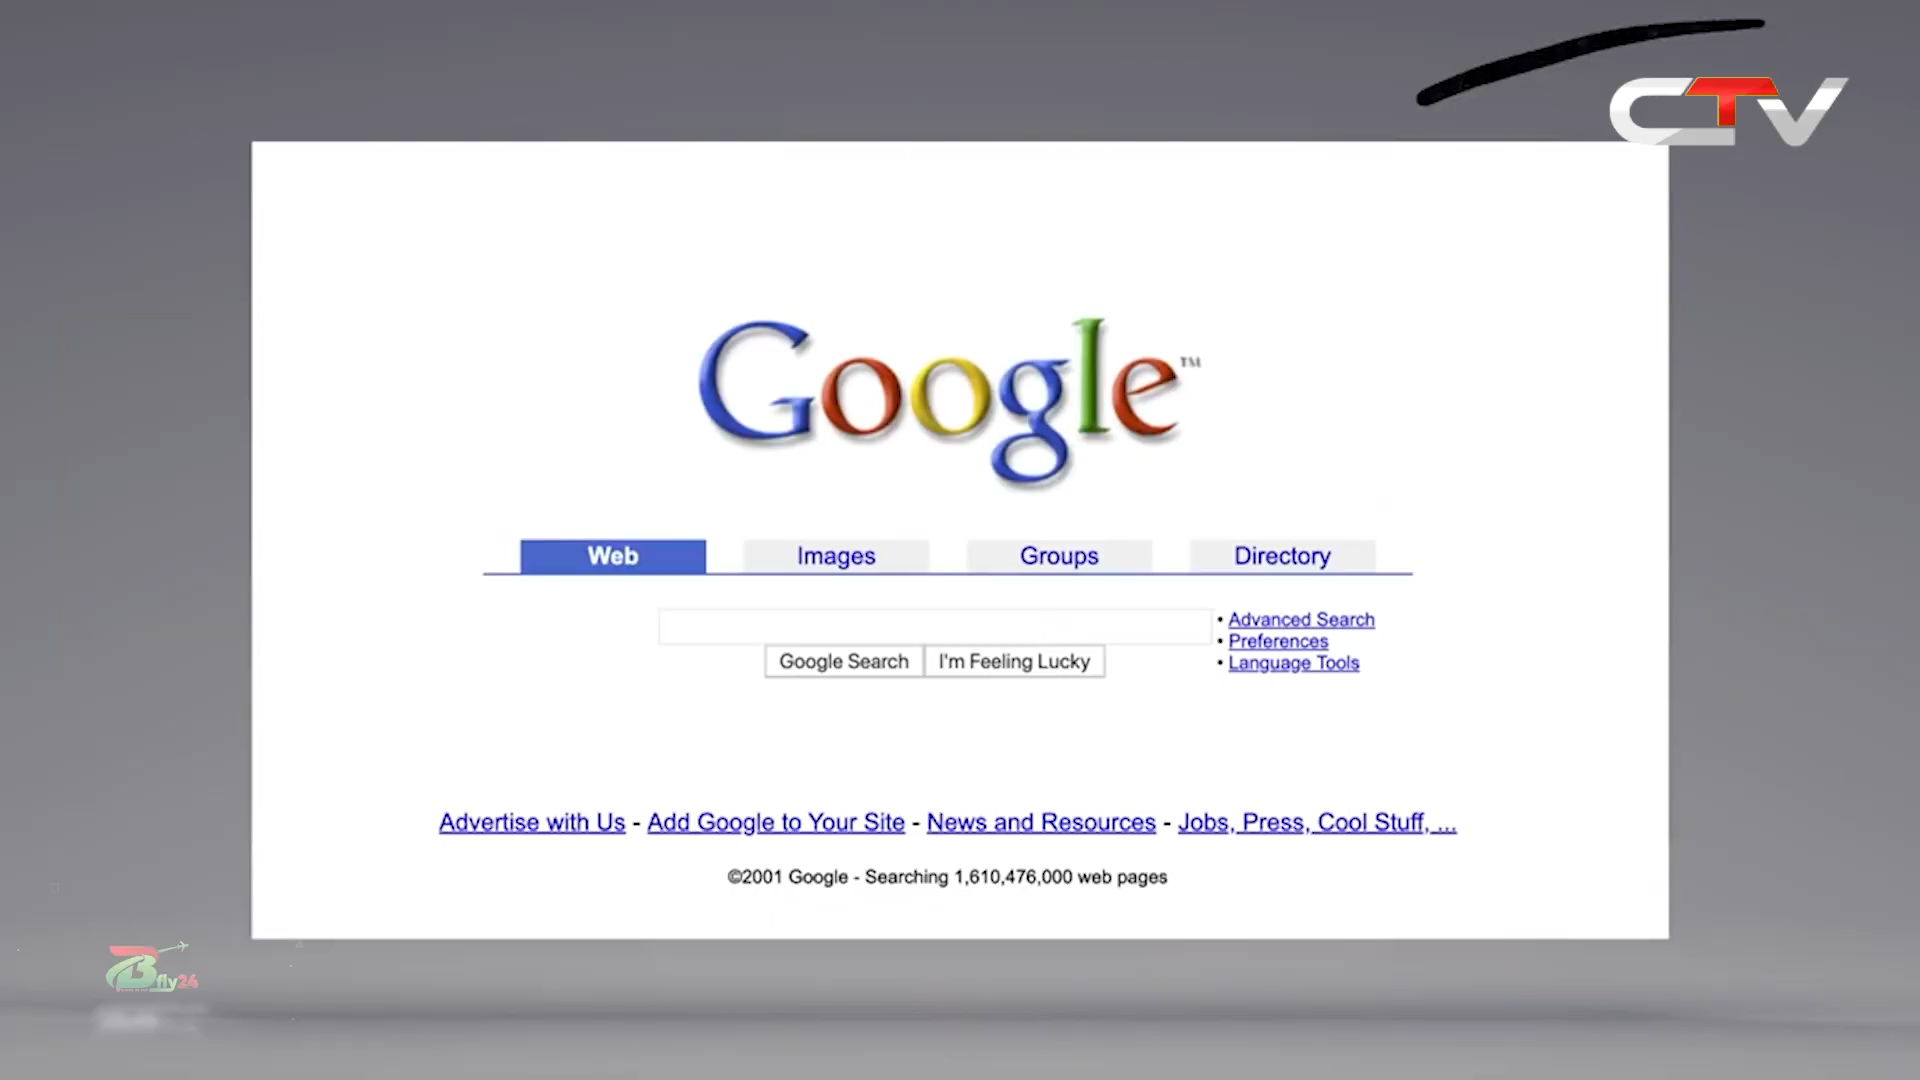 CTV
Google™
Web Images Groups Directory
• Advanced Search
• Preferences
• Language Tools
Google Search I'm Feeling Lucky
Advertise with Us - Add Google to Your Site - News and Resources - Jobs, Press, Cool Stuff, ...
©2001 Google - Searching 1,610,476,000 web pages
Bfly24